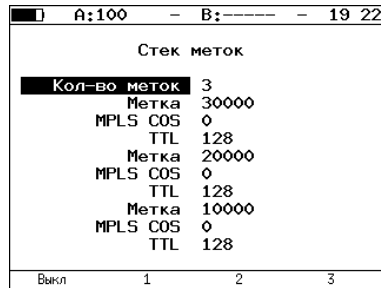 A:100 – B:----- – 19 22
Стек меток
Кол-во меток 3
Метка 30000
MPLS COS 0
TTL 128
Метка 20000
MPLS COS 0
TTL 128
Метка 10000
MPLS COS 0
TTL 128
Выкл 1 2 3